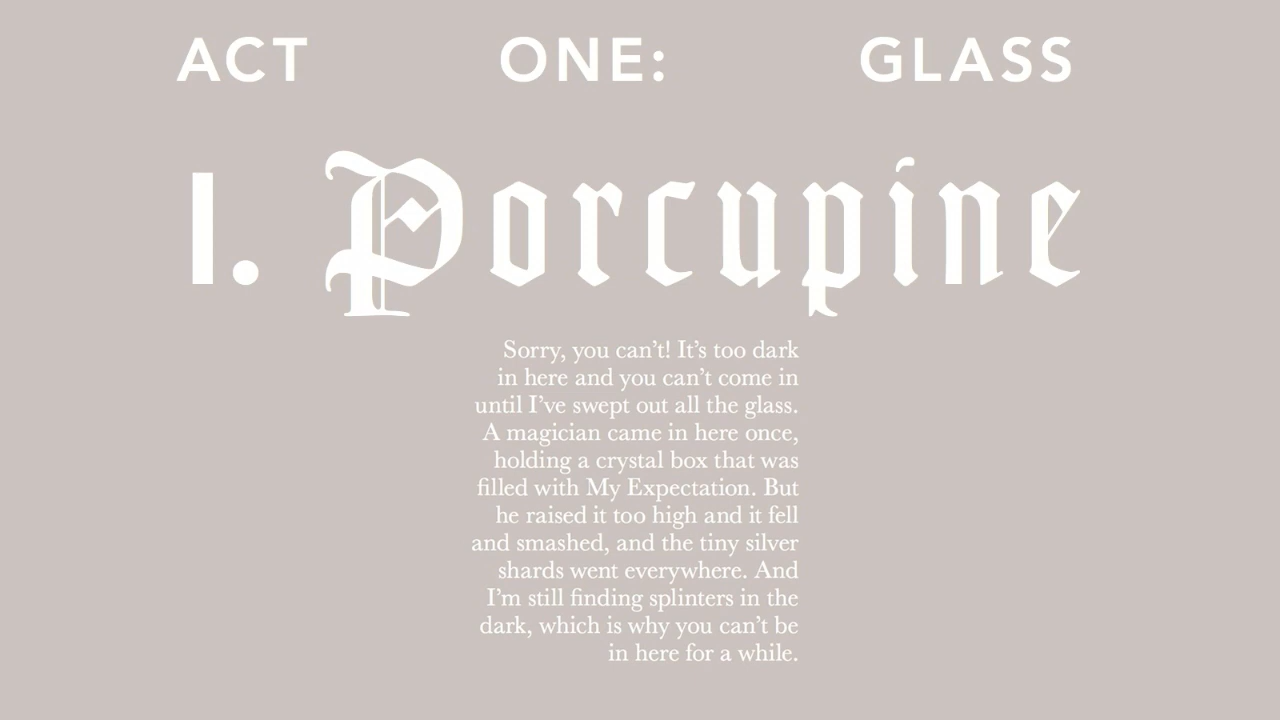 ACT ONE: GLASS
I. Porcupine
Sorry, you can’t! It’s too dark
in here and you can’t come in
until I’ve swept out all the glass.
A magician came in here once,
holding a crystal box that was
filled with My Expectation. But
he raised it too high and it fell
and smashed, and the tiny silver
shards went everywhere. And
I’m still finding splinters in the
dark, which is why you can’t be
in here for a while.